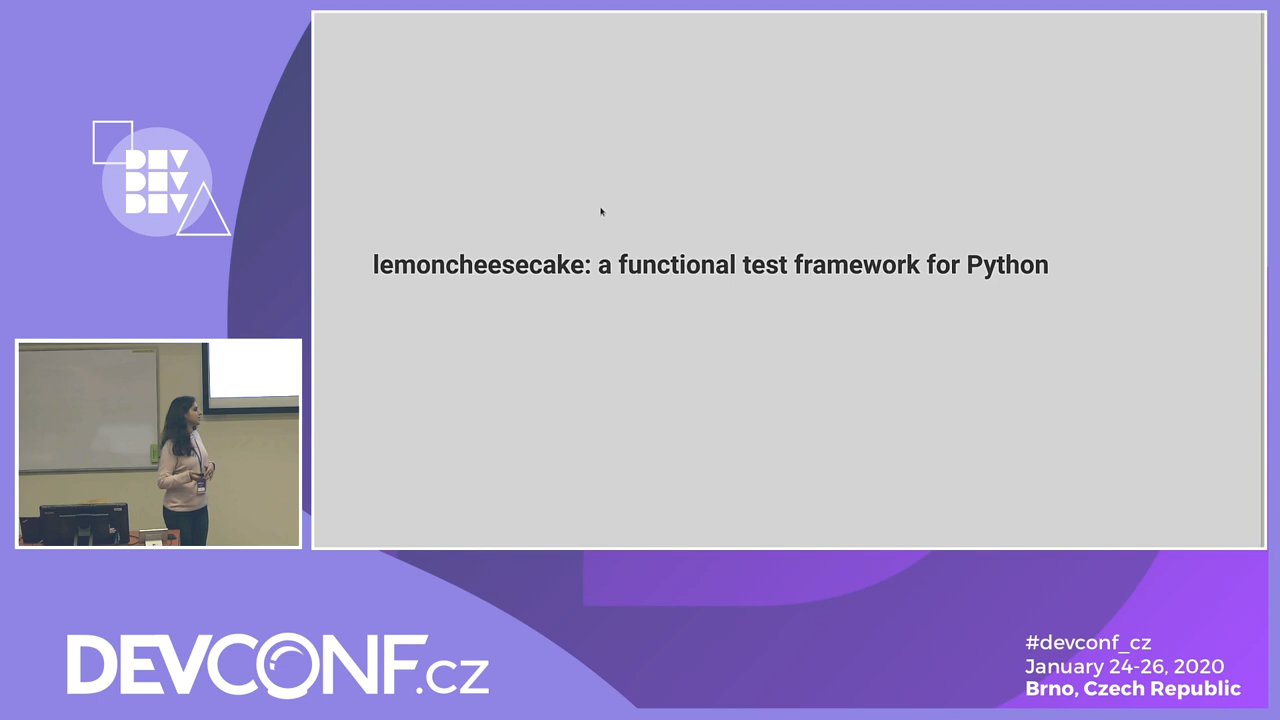 DEV
DEV
DEV
lemoncheesecake: a functional test framework for Python
DEVCONF.cz
#devconf_cz
January 24-26, 2020
Brno, Czech Republic